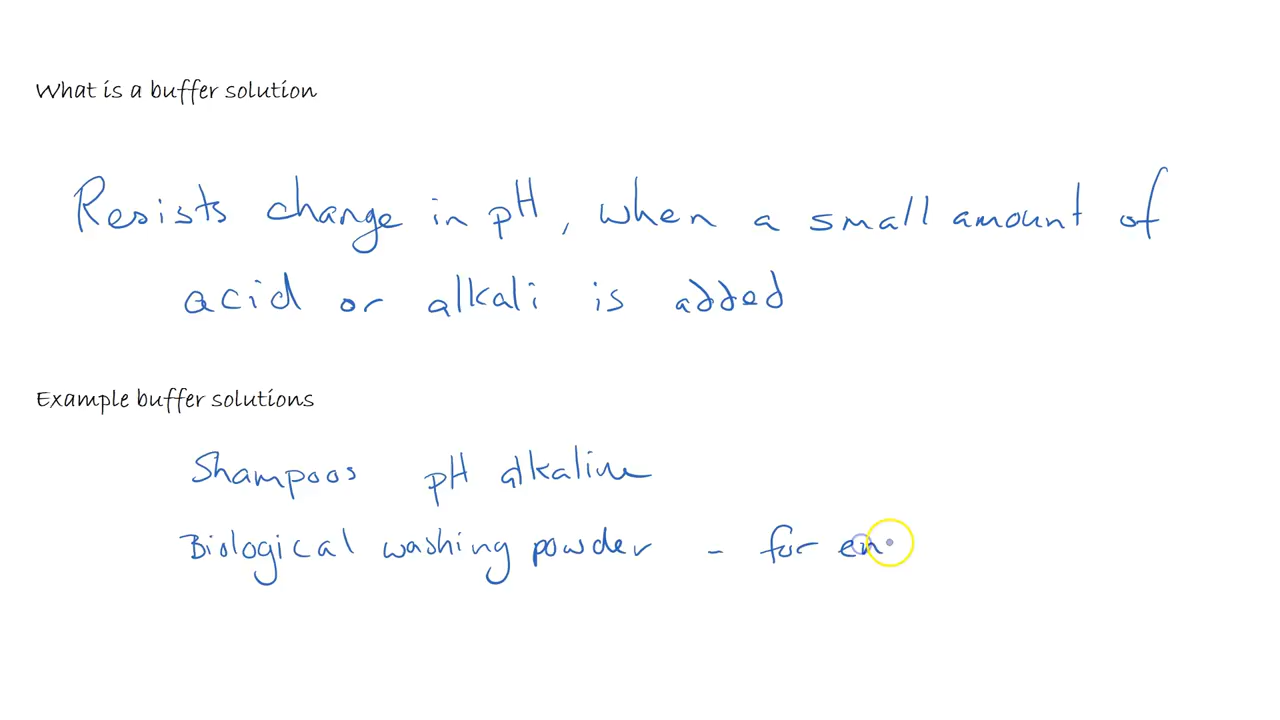 What is a buffer solution
Resists change in pH, when a small amount of
acid or alkali is added
Example buffer solutions
Shampoos pH alkaline
Biological washing powder - for en